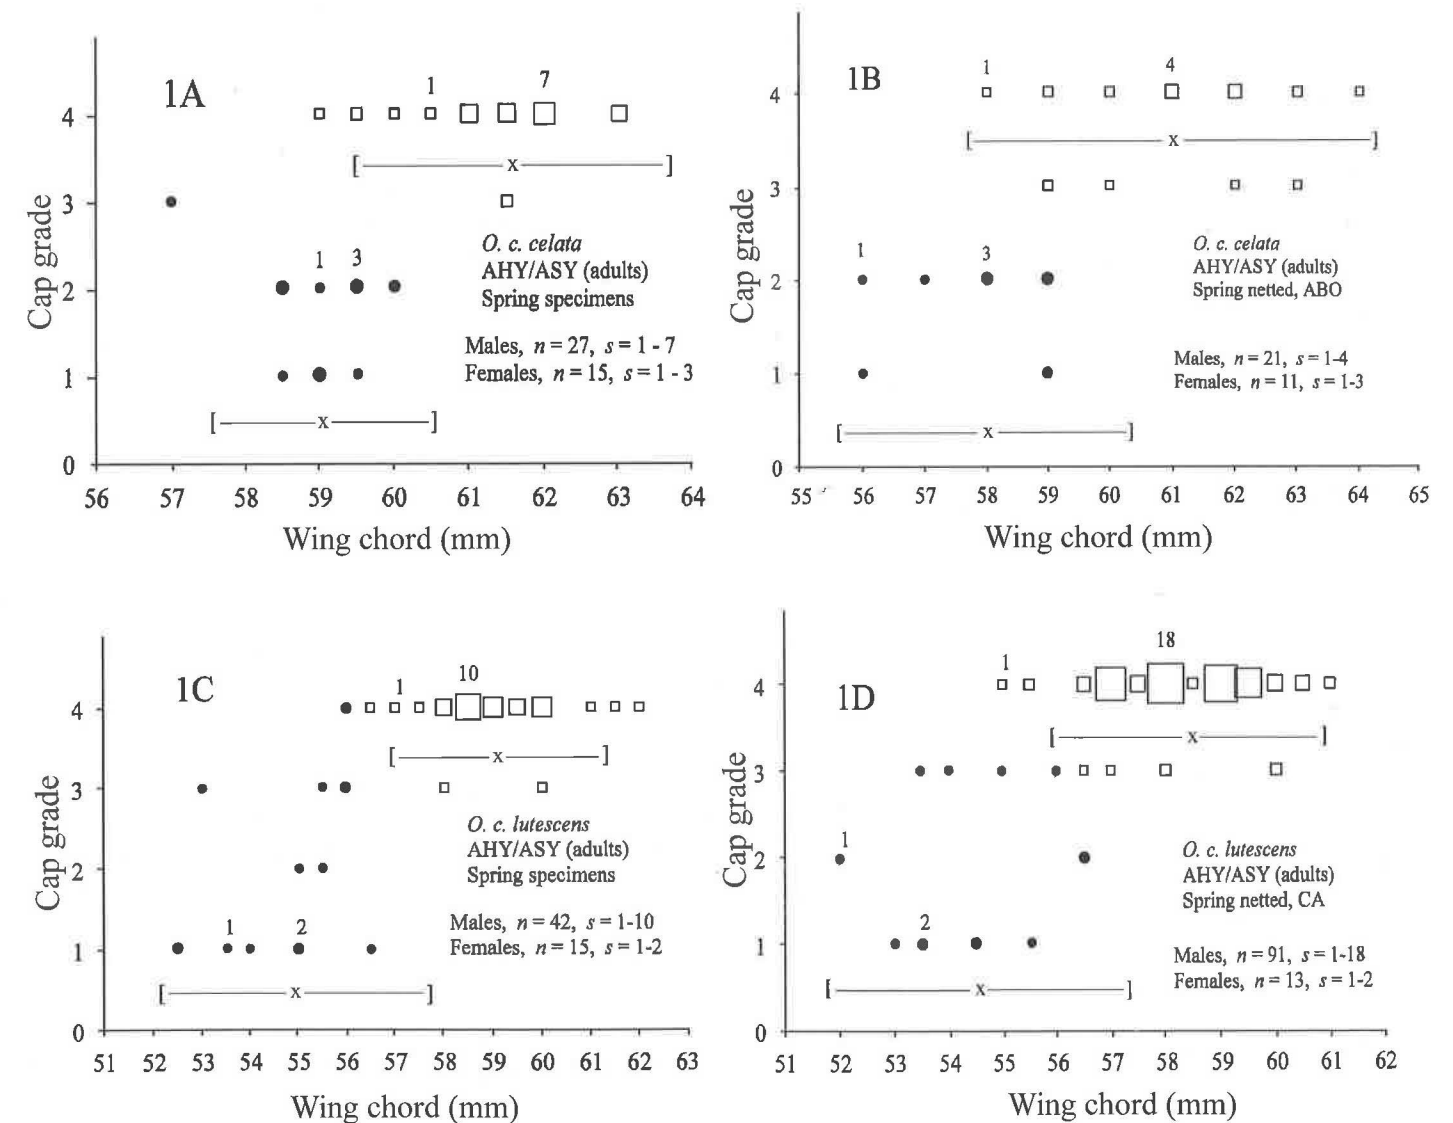 1A
1
7
4
[ x ]
3
O. c. celata
AHY/ASY (adults)
Spring specimens
1
3
2
Males, n = 27, s = 1 - 7
Females, n = 15, s = 1 - 3
1
[ x ]
0
56 57 58 59 60 61 62 63 64
Wing chord (mm)
Cap grade
1B
1
4
4
[ x ]
3
O. c. celata
AHY/ASY (adults)
Spring netted, ABO
1
3
2
Males, n = 21, s = 1-4
Females, n = 11, s = 1-3
1
[ x ]
0
55 56 57 58 59 60 61 62 63 64 65
Wing chord (mm)
Cap grade
1C
1
10
4
[ x ]
3
O. c. lutescens
AHY/ASY (adults)
Spring specimens
2
Males, n = 42, s = 1-10
Females, n = 15, s = 1-2
1
2
1
[ x ]
0
51 52 53 54 55 56 57 58 59 60 61 62 63
Wing chord (mm)
Cap grade
1D
1
18
4
[ x ]
3
1
2
O. c. lutescens
AHY/ASY (adults)
Spring netted, CA
2
1
Males, n = 91, s = 1-18
Females, n = 13, s = 1-2
[ x ]
0
51 52 53 54 55 56 57 58 59 60 61 62
Wing chord (mm)
Cap grade